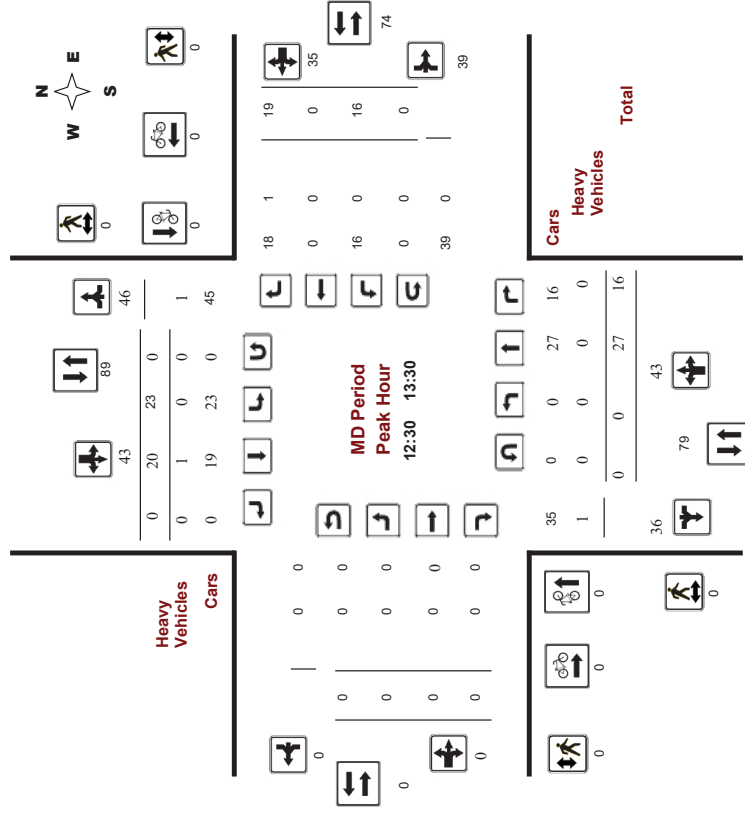 N
W E
S
0
0
0
0
46
89
43
1
45
0 23 20 0
0 0 1 0
0 23 19 0
74
35
39
19
0
16
0
18 1
0 0
16 0
0 0
39 0
Heavy
Vehicles
Cars
MD Period
Peak Hour
12:30 13:30
Cars
Heavy
Vehicles
Total
0 0
0 0
0 0
0 0
0 0
0
0
0
0
0
0
0
35 0 0 27 16
1 0 0 0 0
0 0 27 16
36
79
43
0
0
0
0